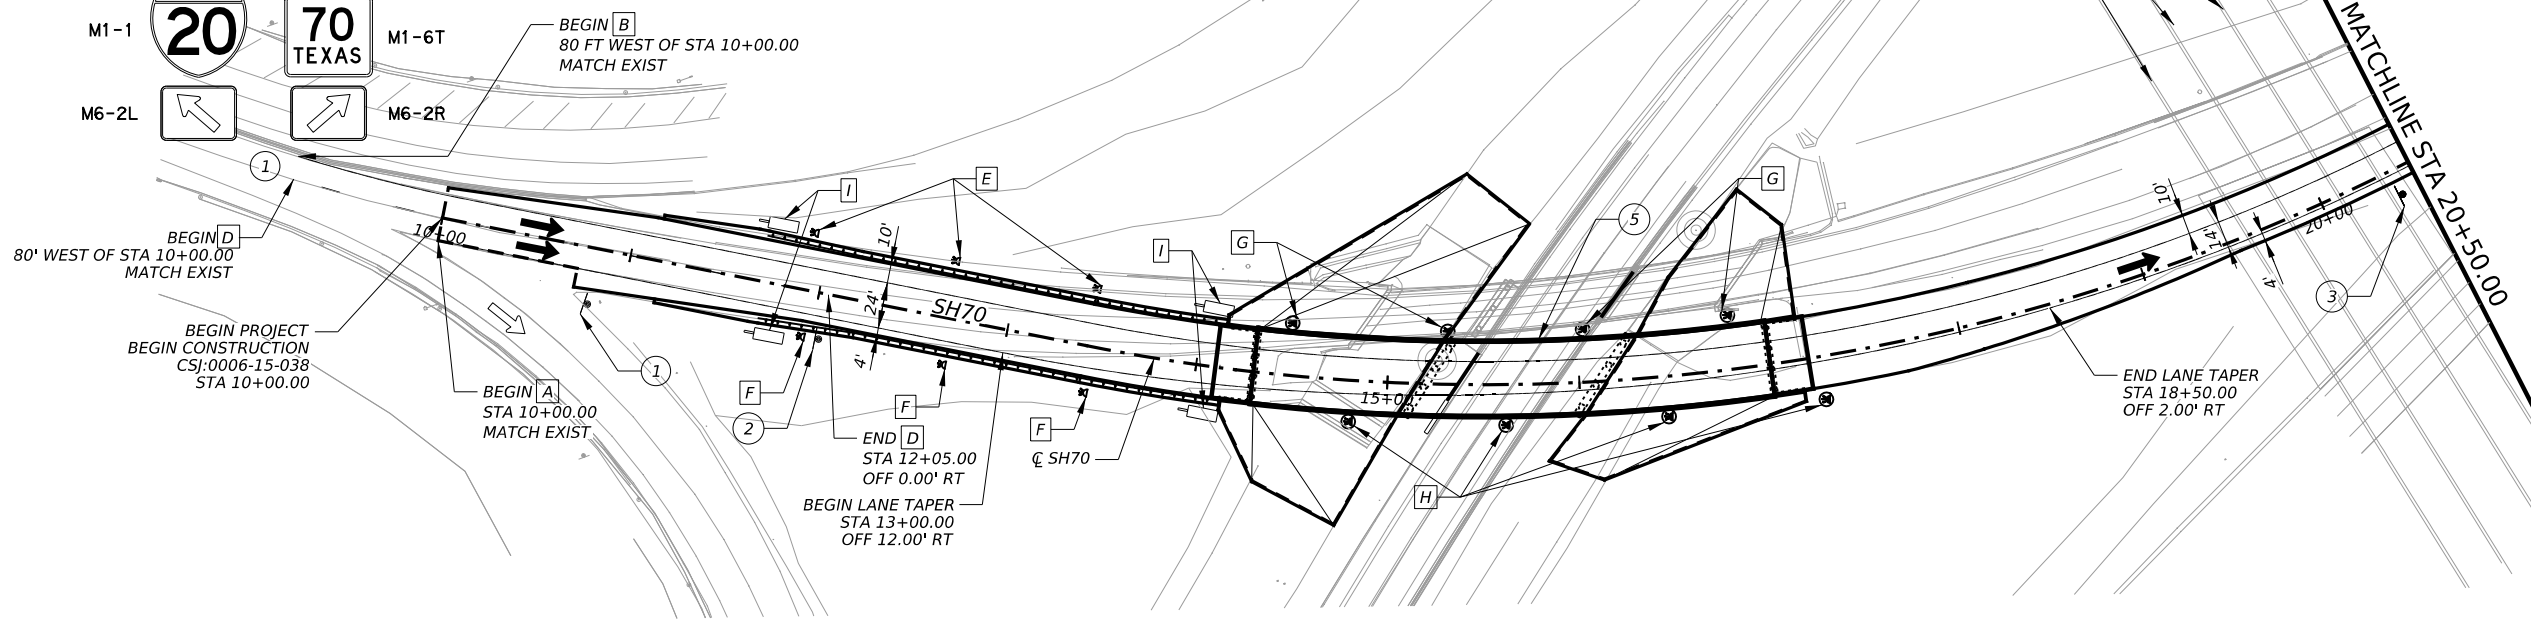 M1-1
20
70
TEXAS
M1-6T
M6-2L
M6-2R
BEGIN B
80 FT WEST OF STA 10+00.00
MATCH EXIST
1
BEGIN D
80' WEST OF STA 10+00.00
MATCH EXIST
10+00
BEGIN PROJECT
BEGIN CONSTRUCTION
CSJ:0006-15-038
STA 10+00.00
BEGIN A
STA 10+00.00
MATCH EXIST
1
I
E
10'
24'
4'
SH70
F
2
F
F
END D
STA 12+05.00
OFF 0.00' RT
BEGIN LANE TAPER
STA 13+00.00
OFF 12.00' RT
℄ SH70
I
G
5
G
H
END LANE TAPER
STA 18+50.00
OFF 2.00' RT
10'
14'
4'
20+00
3
MATCHLINE STA 20+50.00